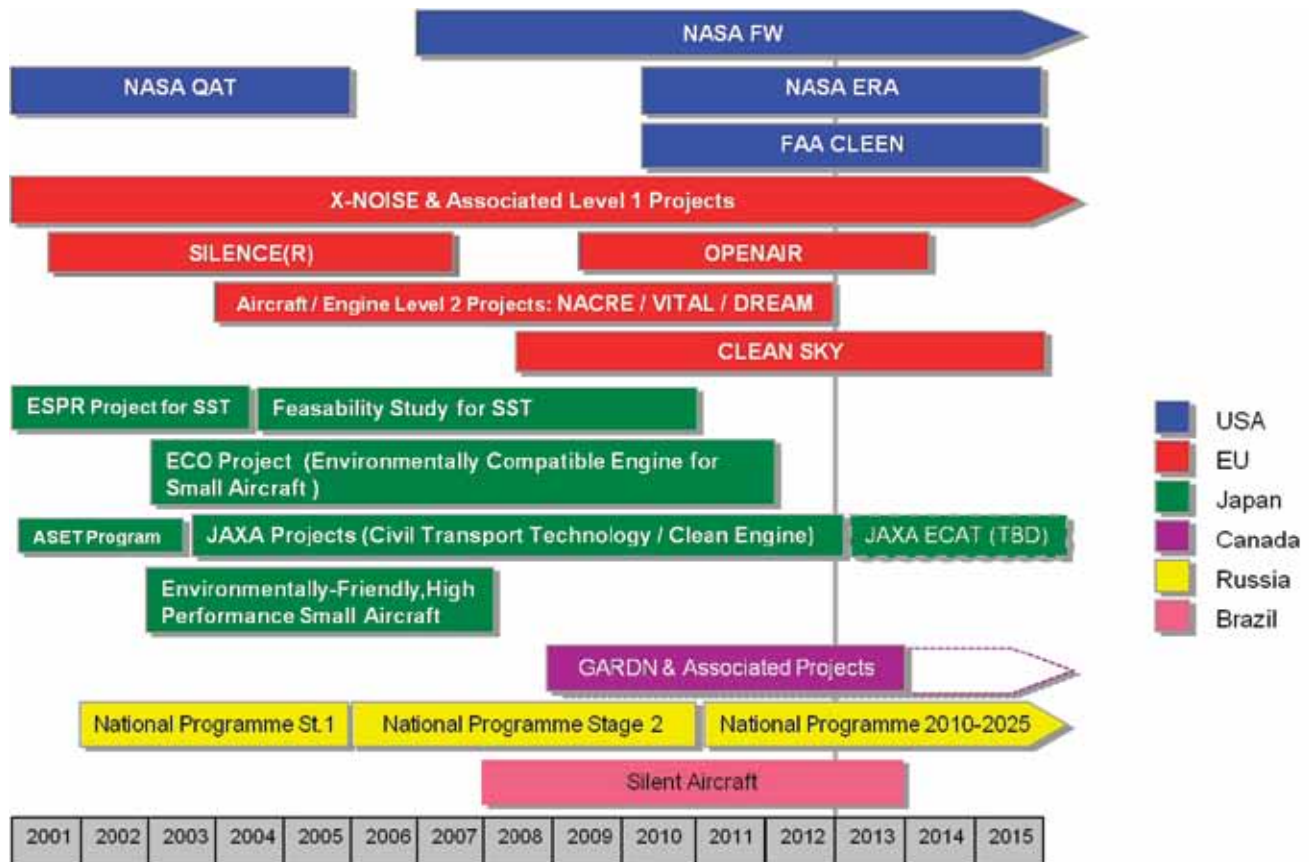 NASA FW
NASA QAT
NASA ERA
FAA CLEEN
X-NOISE & Associated Level 1 Projects
SILENCE(R)
OPENAIR
Aircraft / Engine Level 2 Projects: NACRE / VITAL / DREAM
CLEAN SKY
ESPR Project for SST
Feasability Study for SST
ECO Project (Environmentally Compatible Engine for
Small Aircraft )
ASET Program
JAXA Projects (Civil Transport Technology / Clean Engine)
JAXA ECAT (TBD)
Environmentally-Friendly,High
Performance Small Aircraft
GARDN & Associated Projects
National Programme St.1
National Programme Stage 2
National Programme 2010-2025
Silent Aircraft
2001 2002 2003 2004 2005 2006 2007 2008 2009 2010 2011 2012 2013 2014 2015
USA
EU
Japan
Canada
Russia
Brazil